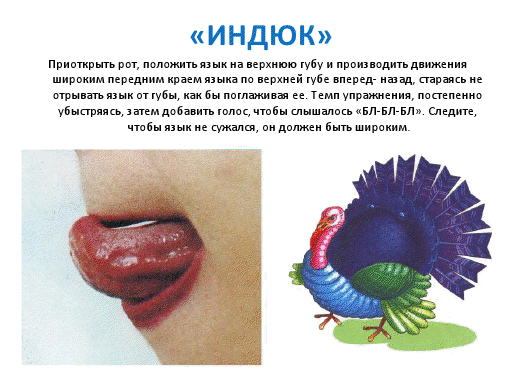 «ИНДЮК»
Приоткрыть рот, положить язык на верхнюю губу и производить движения
широким передним краем языка по верхней губе вперед- назад, стараясь не
отрывать язык от губы, как бы поглаживая ее. Темп упражнения, постепенно
убыстряясь, затем добавить голос, чтобы слышалось «БЛ-БЛ-БЛ». Следите,
чтобы язык не сужался, он должен быть широким.